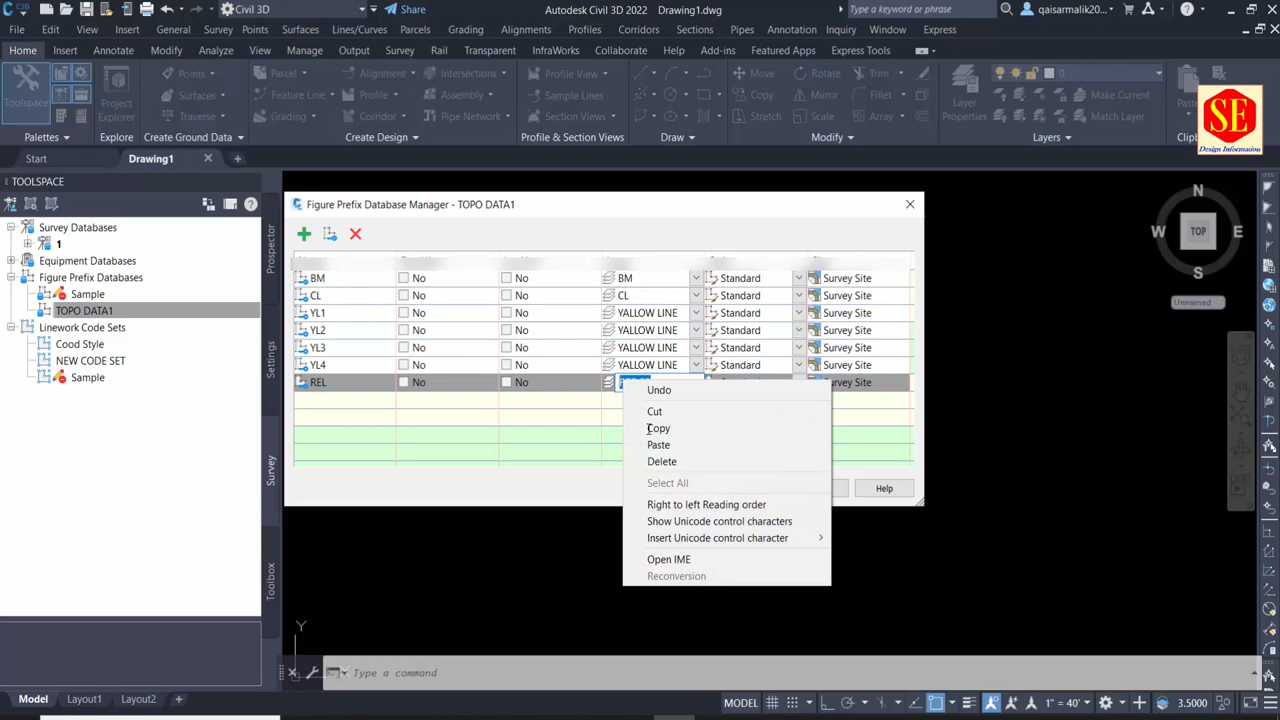 Civil 3D
Share
Autodesk Civil 3D 2022 Drawing1.dwg
Type a keyword or phrase
qaisarmalik20...
File Edit View Insert General Survey Points Surfaces Lines/Curves Parcels Grading Alignments Profiles Corridors Sections Pipes Annotation Inquiry Window Express
Home Insert Annotate Modify Analyze View Manage Output Survey Rail Transparent InfraWorks Collaborate Help Add-ins Featured Apps Express Tools
Toolspace
Project
Explorer
Points
Surfaces
Traverse
Parcel
Feature Line
Grading
Alignment
Profile
Corridor
Intersections
Assembly
Pipe Network
Profile View
Sample Lines
Section Views
Move
Copy
Stretch
Rotate
Mirror
Scale
Trim
Fillet
Array
Layer
Properties
0
Make Current
Match Layer
Paste
Palettes Explore Create Ground Data Create Design Profile & Section Views Draw Modify Layers
SE
Design Information
Start
Drawing1
TOOLSPACE
Survey Databases
1
Equipment Databases
Figure Prefix Databases
Sample
TOPO DATA1
Linework Code Sets
Cood Style
NEW CODE SET
Sample
Prospector
Settings
Survey
Toolbox
Figure Prefix Database Manager - TOPO DATA1
BM No No BM Standard Survey Site
CL No No CL Standard Survey Site
YL1 No No YALLOW LINE Standard Survey Site
YL2 No No YALLOW LINE Standard Survey Site
YL3 No No YALLOW LINE Standard Survey Site
YL4 No No YALLOW LINE Standard Survey Site
REL No No Survey Site
Undo
Cut
Copy
Paste
Delete
Select All
Right to left Reading order
Show Unicode control characters
Insert Unicode control character
Open IME
Reconversion
Help
N
W TOP E
S
Unnamed
Y
Type a command
Model Layout1 Layout2
MODEL
1" = 40'
3.5000